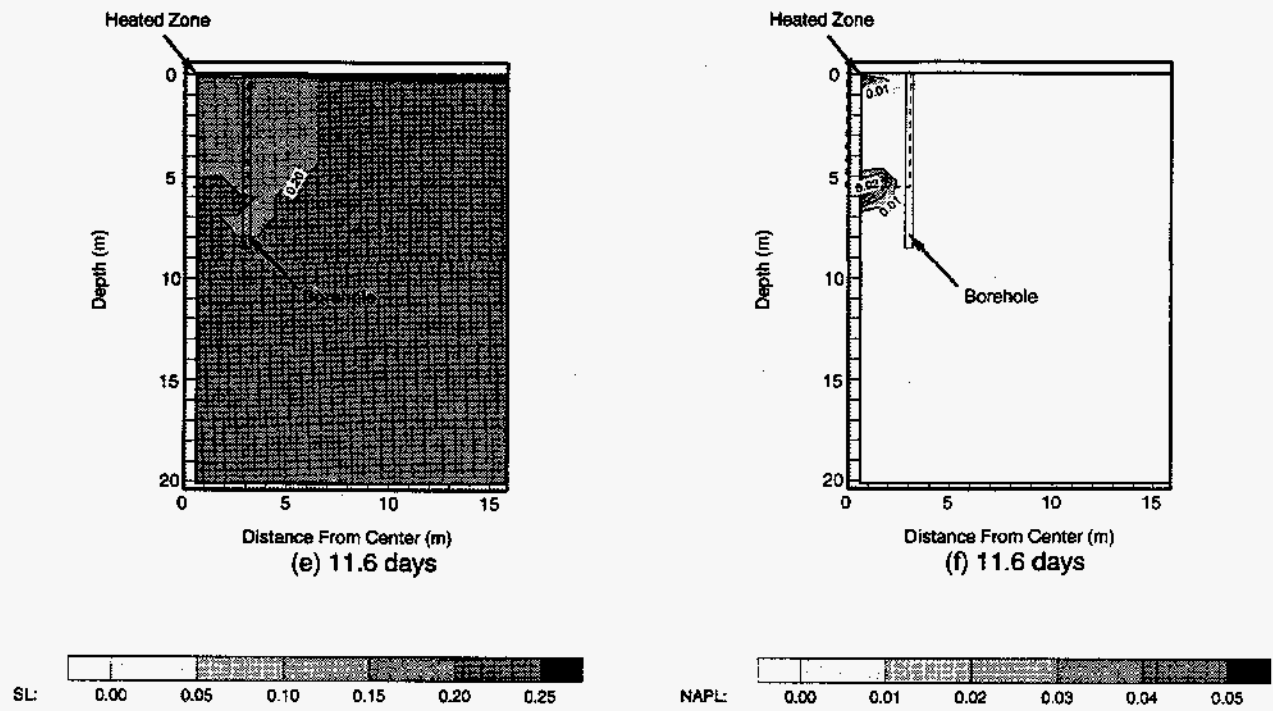 Heated Zone
0
5
10
15
20
Depth (m)
0.20
Borehole
0 5 10 15
Distance From Center (m)
(e) 11.6 days
SL: 0.00 0.05 0.10 0.15 0.20 0.25
Heated Zone
0
5
10
15
20
Depth (m)
0.01
0.02
0.01
Borehole
0 5 10 15
Distance From Center (m)
(f) 11.6 days
NAPL: 0.00 0.01 0.02 0.03 0.04 0.05